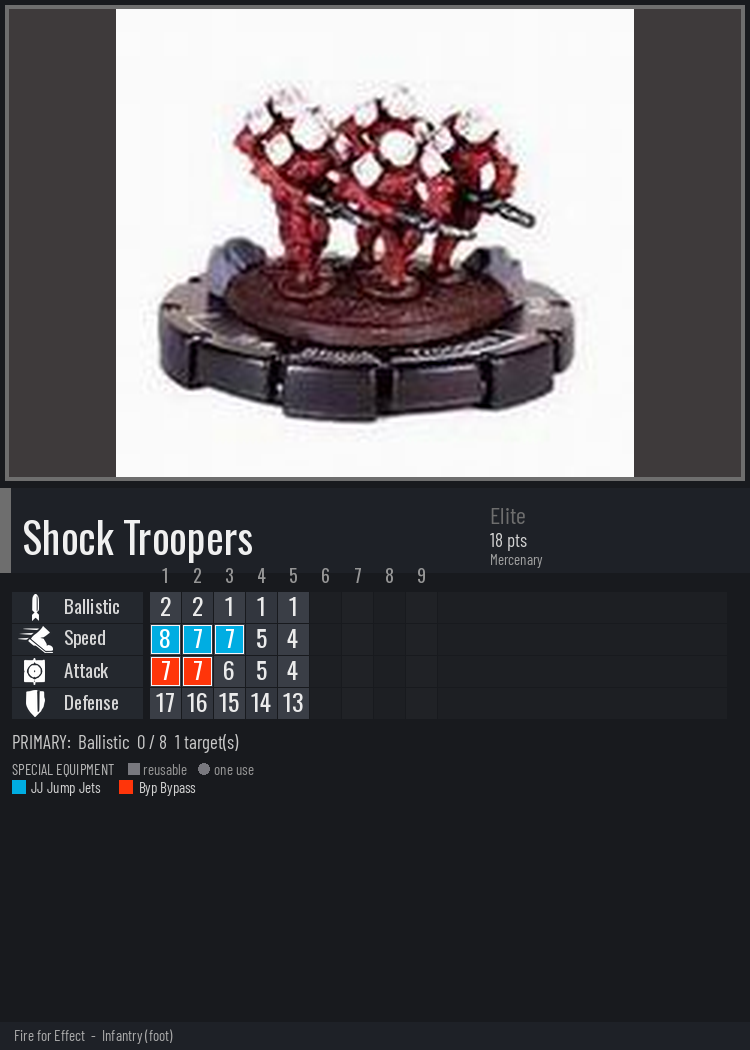 Shock Troopers
Elite
18 pts
Mercenary
1 2 3 4 5 6 7 8 9
Ballistic 2 2 1 1 1
Speed 8 7 7 5 4
Attack 7 7 6 5 4
Defense 17 16 15 14 13
PRIMARY: Ballistic 0 / 8 1 target(s)
SPECIAL EQUIPMENT reusable one use
JJ Jump Jets Byp Bypass
Fire for Effect - Infantry (foot)